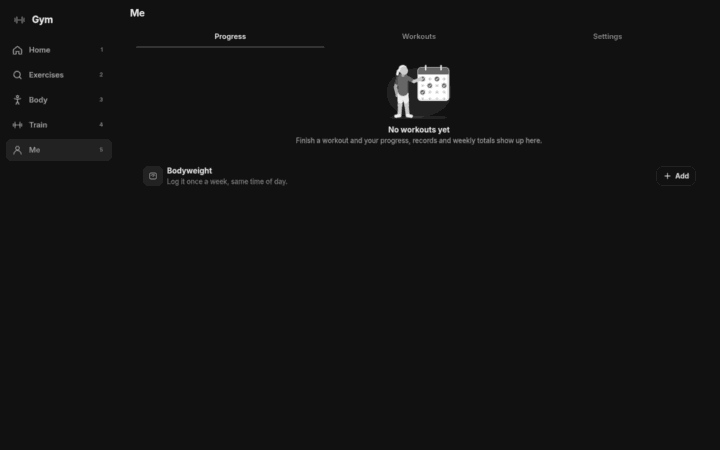 Gym
Home 1
Exercises 2
Body 3
Train 4
Me 5
Me
Progress Workouts Settings
No workouts yet
Finish a workout and your progress, records and weekly totals show up here.
Bodyweight
Log it once a week, same time of day.
Add